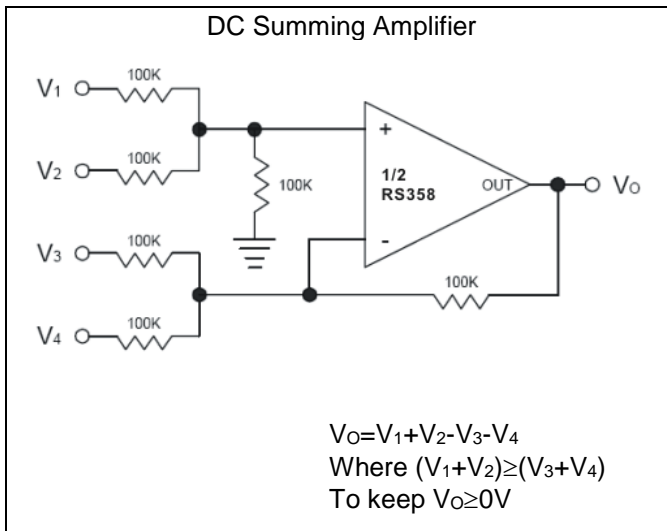 DC Summing Amplifier
V1
100K
V2
100K
100K
+
1/2
RS358
OUT
VO
-
V3
100K
V4
100K
100K
VO=V1+V2-V3-V4
Where (V1+V2)≥(V3+V4)
To keep VO≥0V